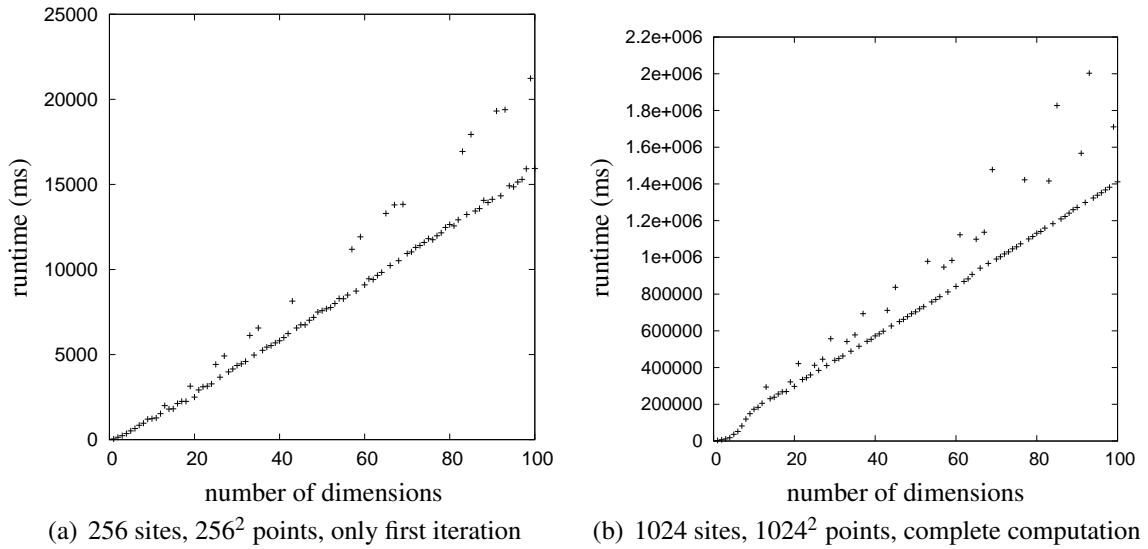 25000
20000
15000
10000
5000
0
0 20 40 60 80 100
runtime (ms)
number of dimensions
(a) 256 sites, 256² points, only first iteration
2.2e+006
2e+006
1.8e+006
1.6e+006
1.4e+006
1.2e+006
1e+006
800000
600000
400000
200000
0
0 20 40 60 80 100
runtime (ms)
number of dimensions
(b) 1024 sites, 1024² points, complete computation